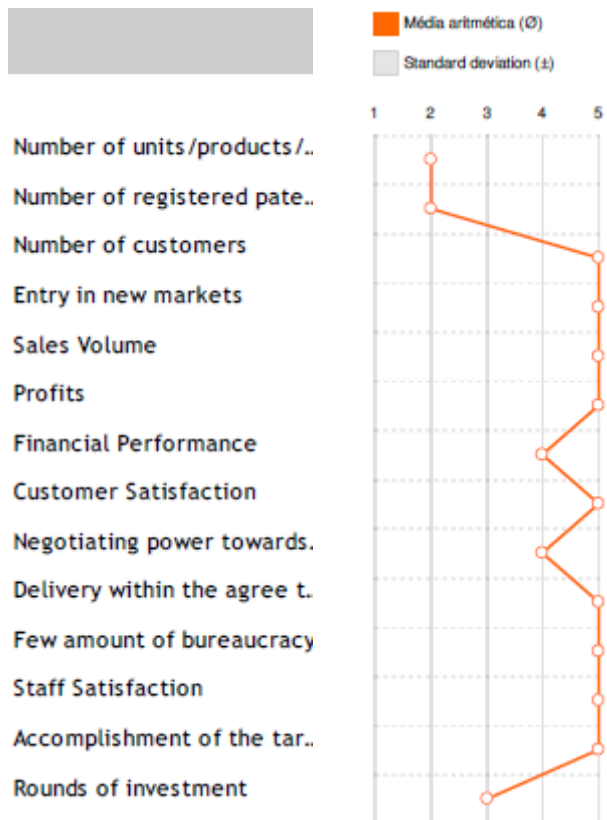 Média aritmética (Ø)
Standard deviation (±)
1 2 3 4 5
Number of units/products/..
Number of registered pate..
Number of customers
Entry in new markets
Sales Volume
Profits
Financial Performance
Customer Satisfaction
Negotiating power towards.
Delivery within the agree t..
Few amount of bureaucracy
Staff Satisfaction
Accomplishment of the tar..
Rounds of investment